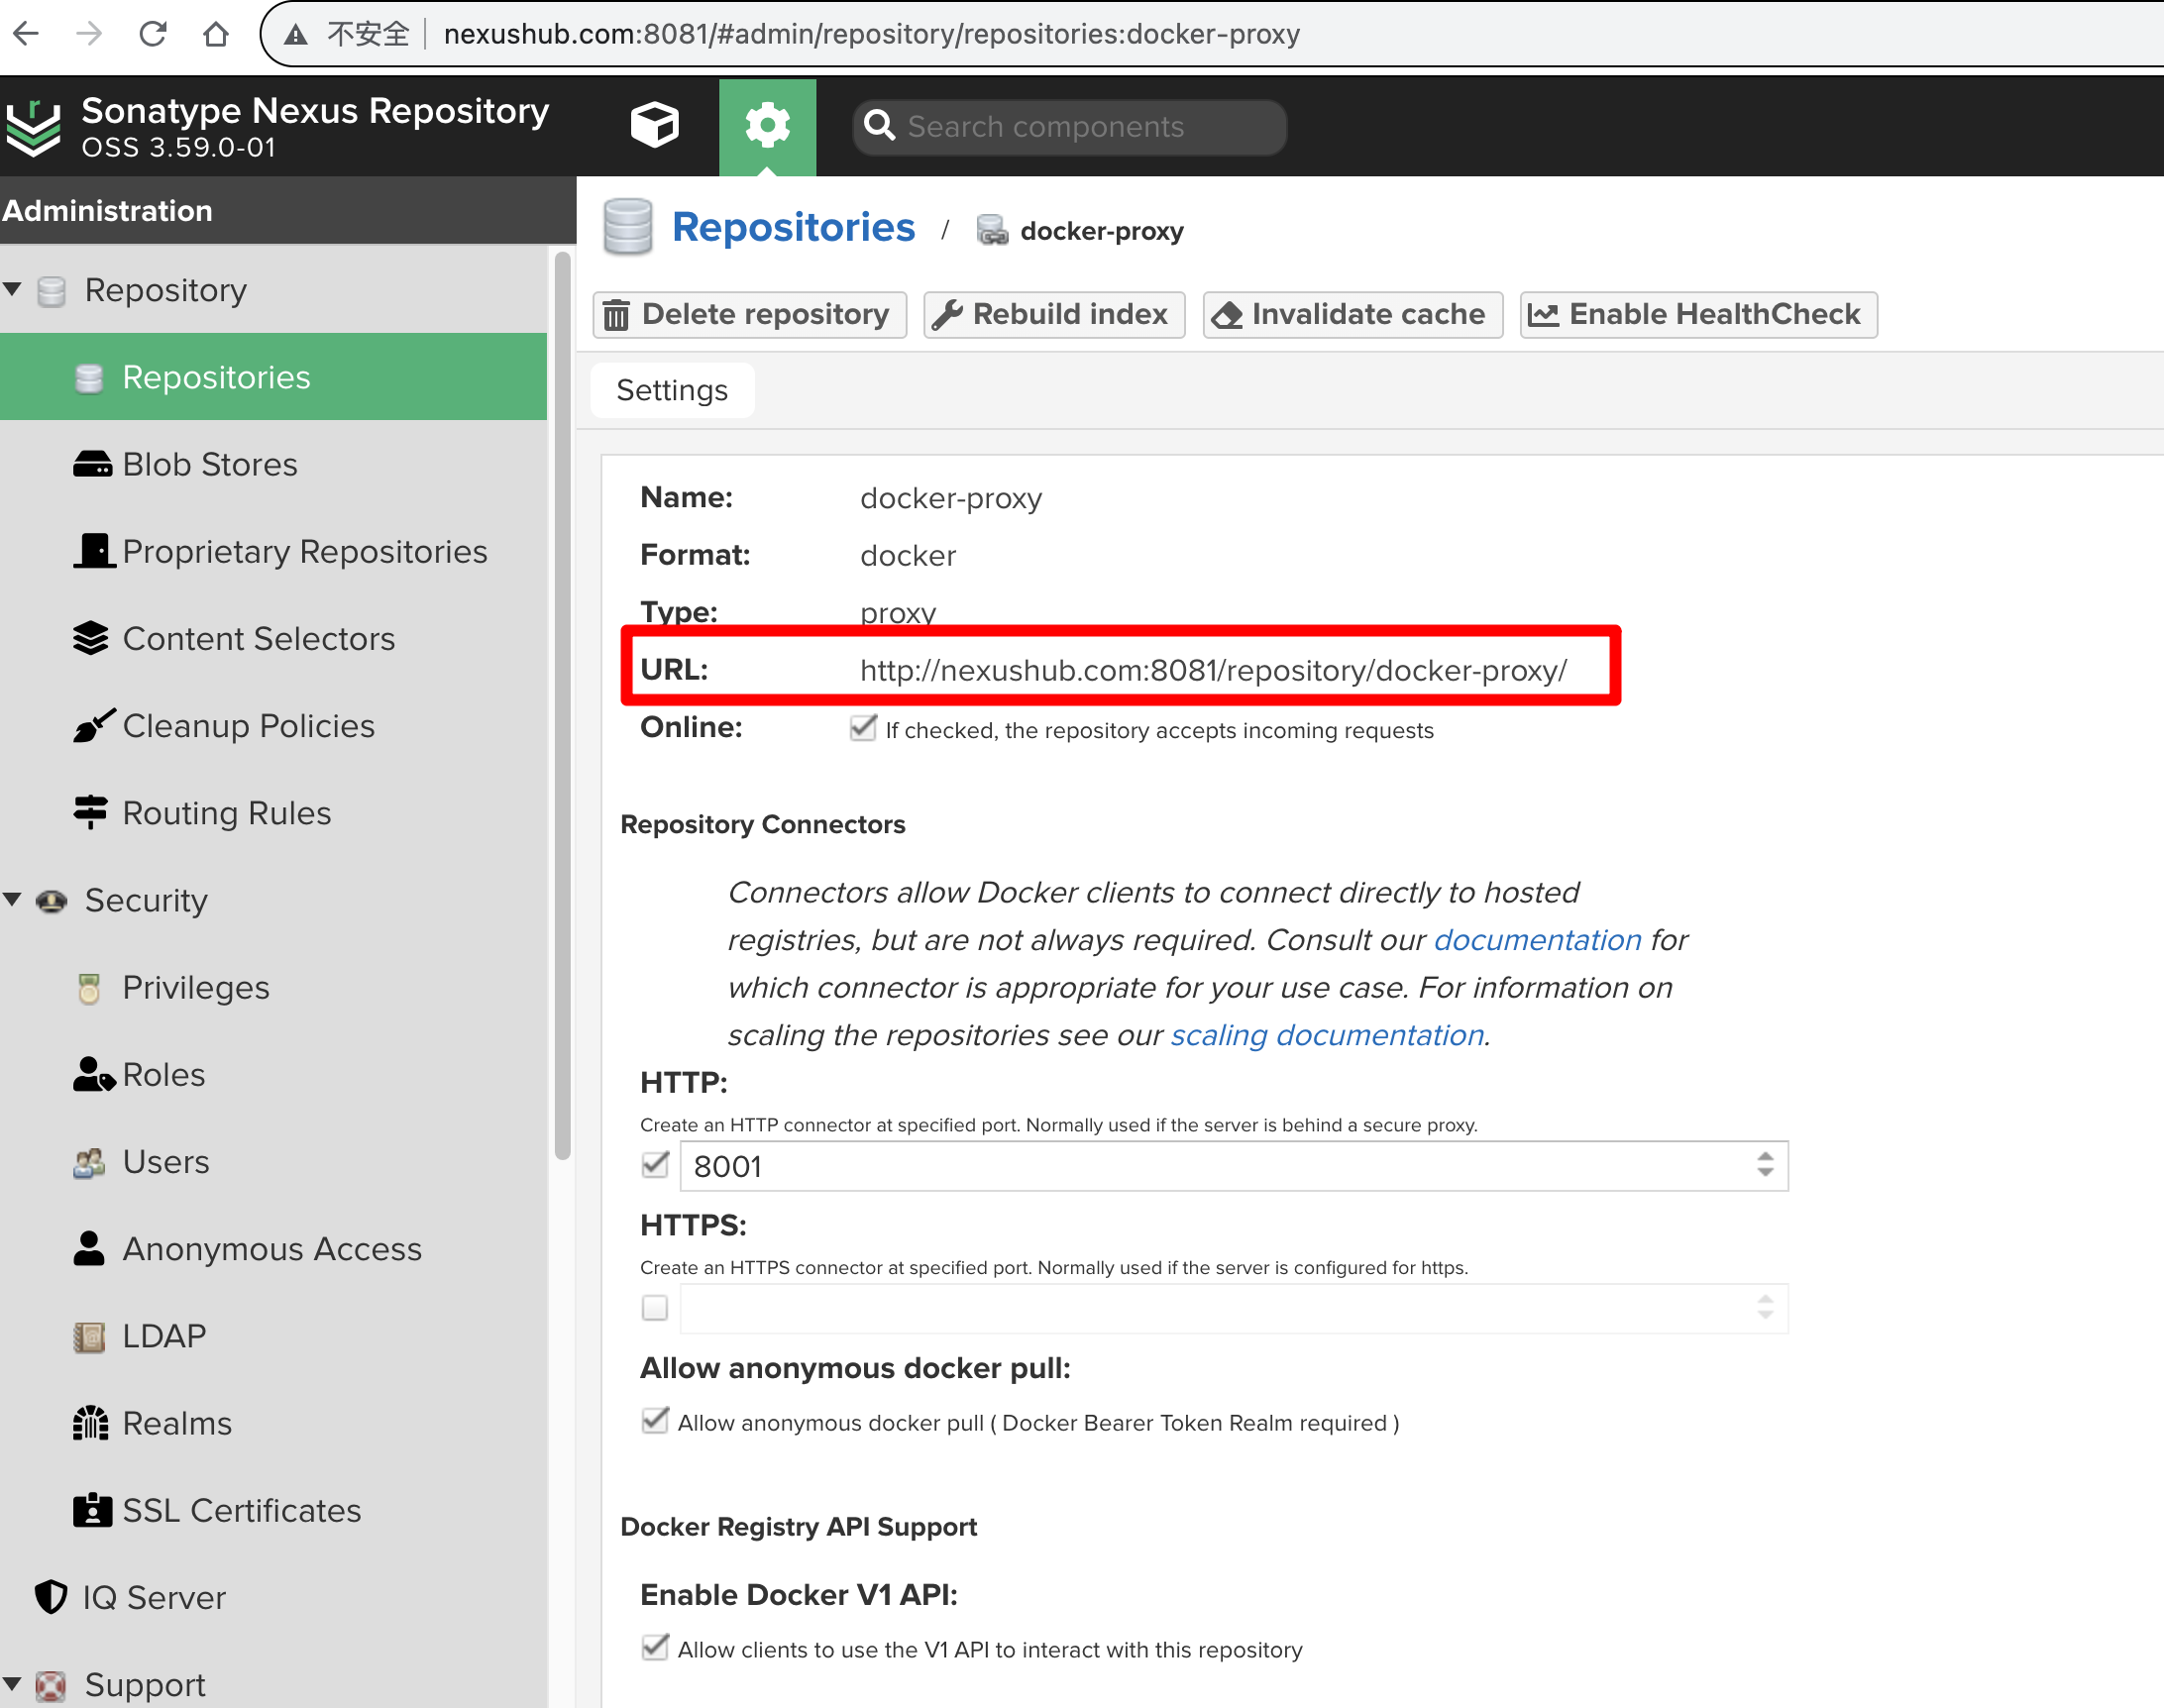 不安全 nexushub.com:8081/#admin/repository/repositories:docker-proxy
Sonatype Nexus Repository
OSS 3.59.0-01
Search components
Administration
Repository
Repositories
Blob Stores
Proprietary Repositories
Content Selectors
Cleanup Policies
Routing Rules
Security
Privileges
Roles
Users
Anonymous Access
LDAP
Realms
SSL Certificates
IQ Server
Support
Repositories / docker-proxy
Delete repository Rebuild index Invalidate cache Enable HealthCheck
Settings
Name: docker-proxy
Format: docker
Type: proxy
URL: http://nexushub.com:8081/repository/docker-proxy/
Online: If checked, the repository accepts incoming requests
Repository Connectors
Connectors allow Docker clients to connect directly to hosted
registries, but are not always required. Consult our documentation for
which connector is appropriate for your use case. For information on
scaling the repositories see our scaling documentation.
HTTP:
Create an HTTP connector at specified port. Normally used if the server is behind a secure proxy.
8001
HTTPS:
Create an HTTPS connector at specified port. Normally used if the server is configured for https.
Allow anonymous docker pull:
Allow anonymous docker pull ( Docker Bearer Token Realm required )
Docker Registry API Support
Enable Docker V1 API:
Allow clients to use the V1 API to interact with this repository